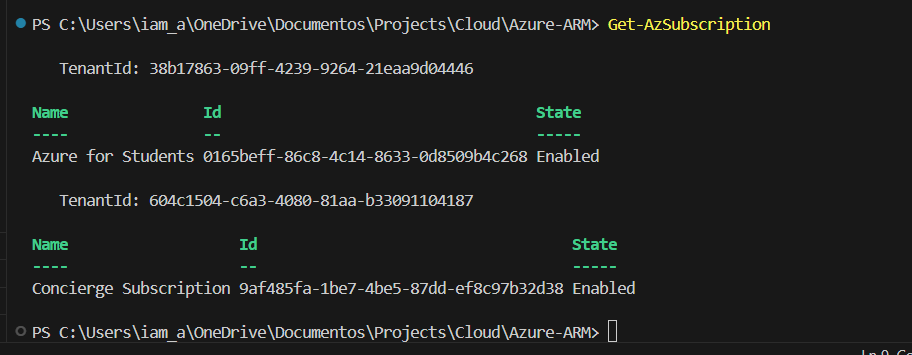 PS C:\Users\iam_a\OneDrive\Documentos\Projects\Cloud\Azure-ARM> Get-AzSubscription
TenantId: 38b17863-09ff-4239-9264-21eaa9d04446
Name Id State
---- -- -----
Azure for Students 0165beff-86c8-4c14-8633-0d8509b4c268 Enabled
TenantId: 604c1504-c6a3-4080-81aa-b33091104187
Name Id State
---- -- -----
Concierge Subscription 9af485fa-1be7-4be5-87dd-ef8c97b32d38 Enabled
PS C:\Users\iam_a\OneDrive\Documentos\Projects\Cloud\Azure-ARM>